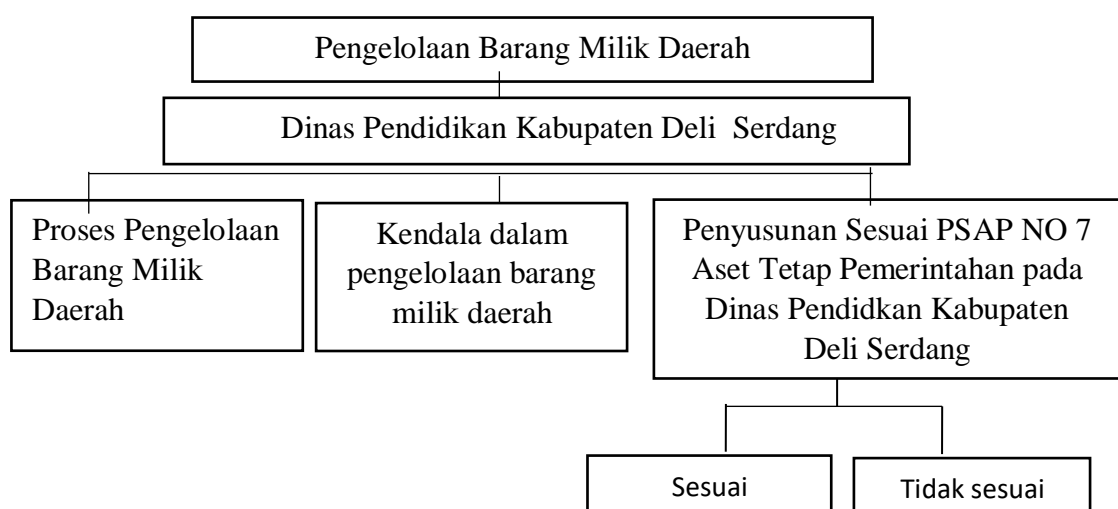 Pengelolaan Barang Milik Daerah
Dinas Pendidikan Kabupaten Deli Serdang
Proses Pengelolaan
Barang Milik
Daerah
Kendala dalam
pengelolaan barang
milik daerah
Penyusunan Sesuai PSAP NO 7
Aset Tetap Pemerintahan pada
Dinas Pendidkan Kabupaten
Deli Serdang
Sesuai
Tidak sesuai